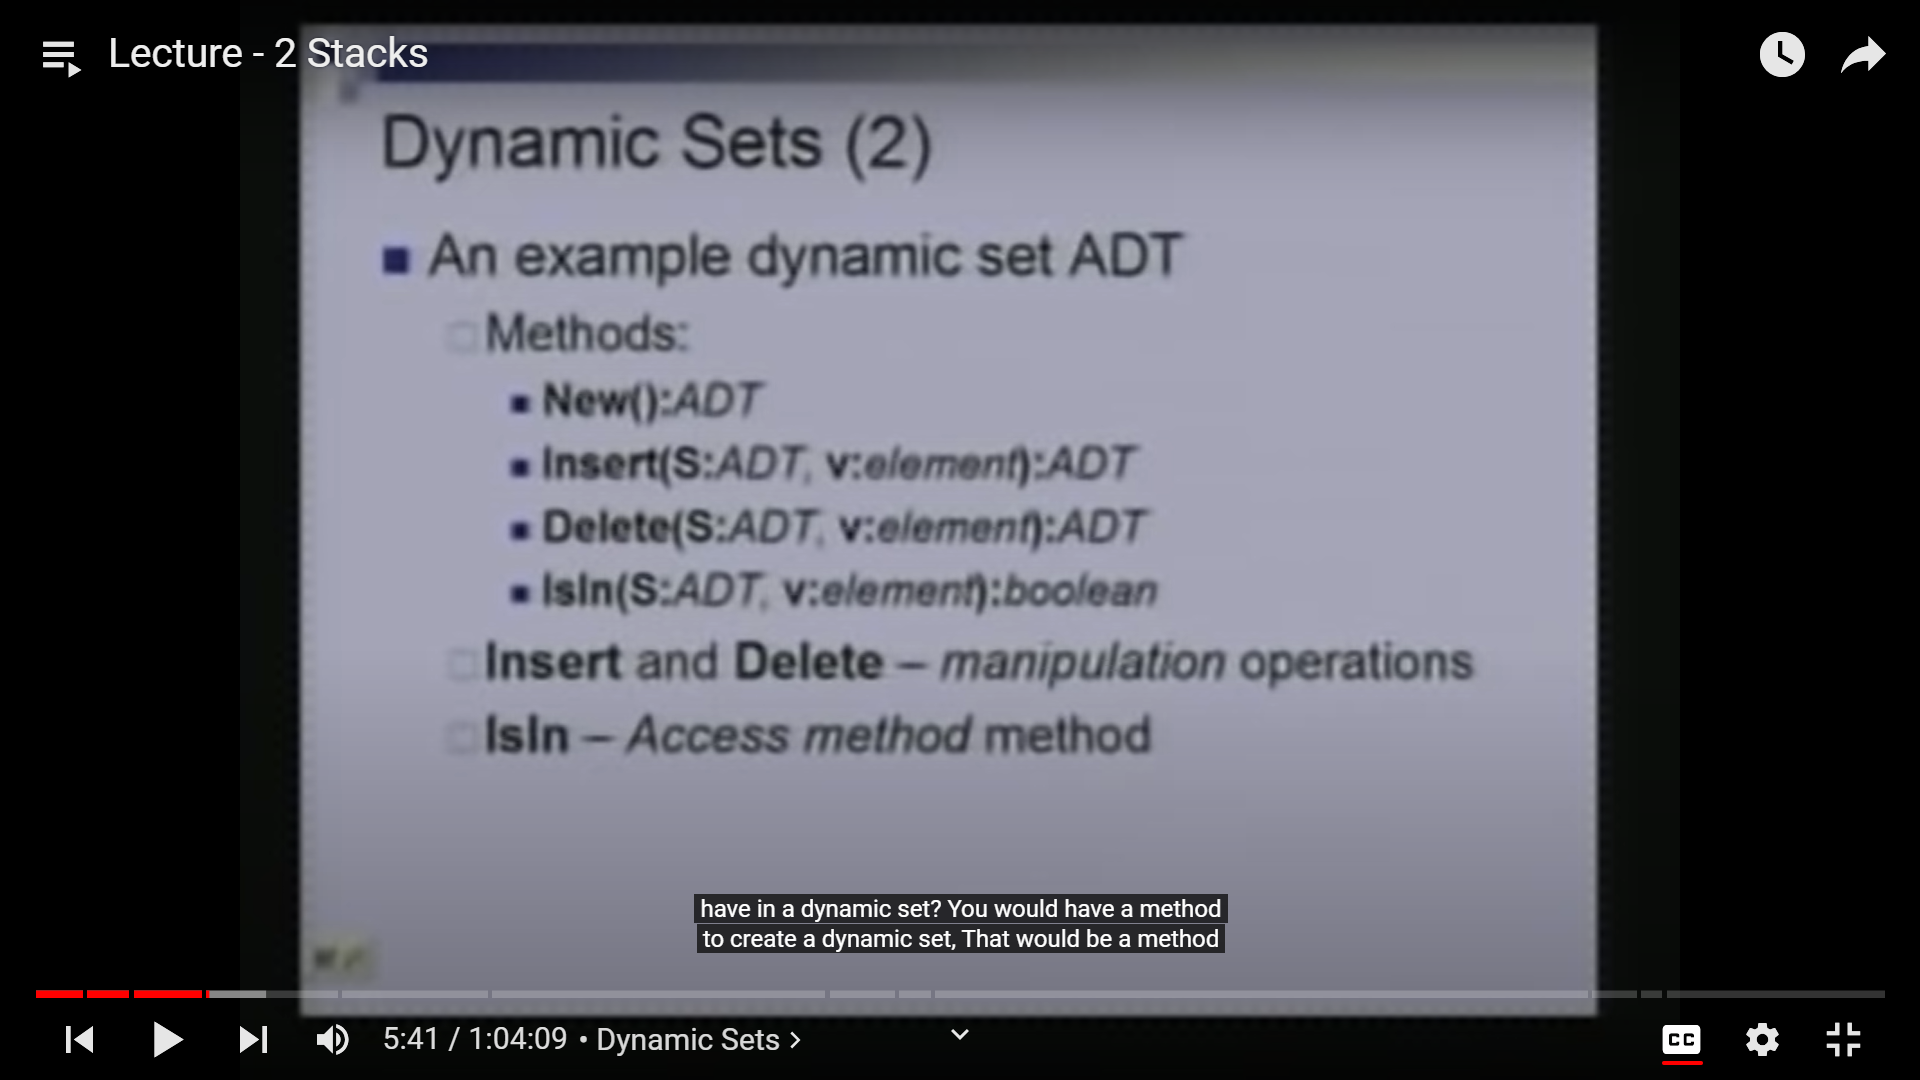 Lecture - 2 Stacks
Dynamic Sets (2)
An example dynamic set ADT
Methods:
New():ADT
Insert(S:ADT, v:element):ADT
Delete(S:ADT, v:element):ADT
IsIn(S:ADT, v:element):boolean
Insert and Delete – manipulation operations
IsIn – Access method method
have in a dynamic set? You would have a method
to create a dynamic set, That would be a method
5:41 / 1:04:09 • Dynamic Sets >
CC